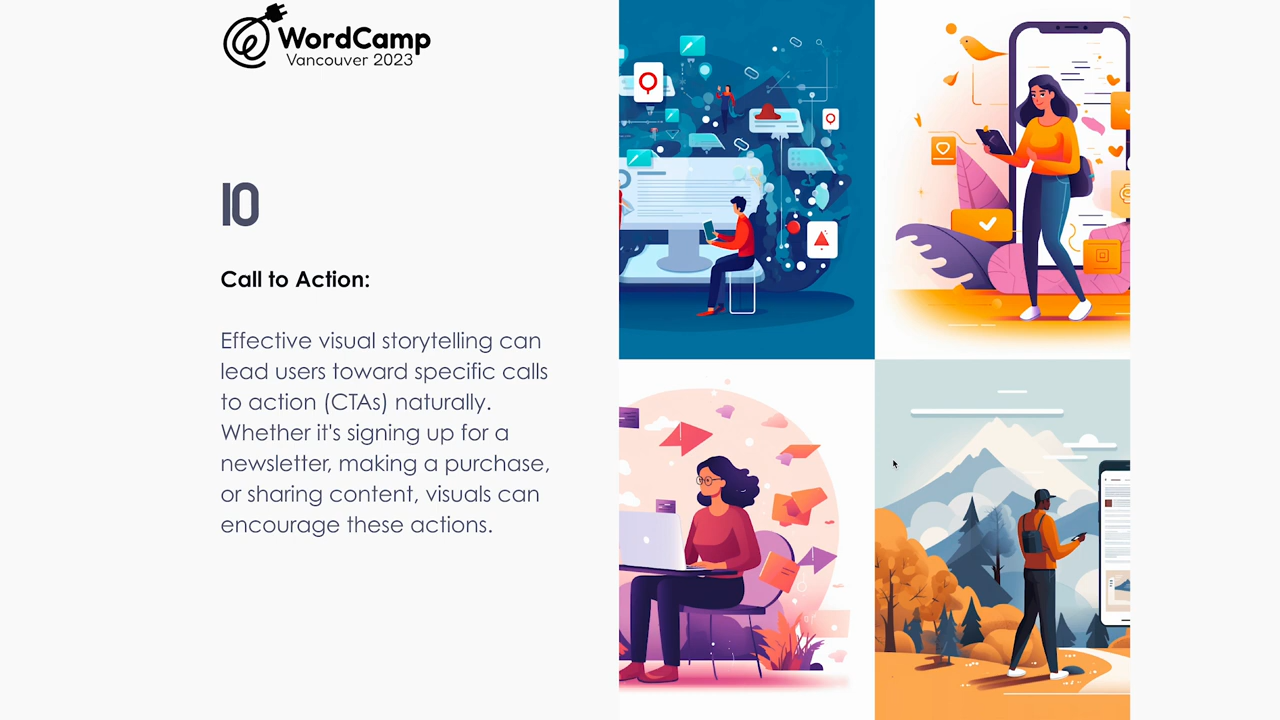 WordCamp
Vancouver 2023
10
Call to Action:
Effective visual storytelling can
lead users toward specific calls
to action (CTAs) naturally.
Whether it's signing up for a
newsletter, making a purchase,
or sharing content, visuals can
encourage these actions.